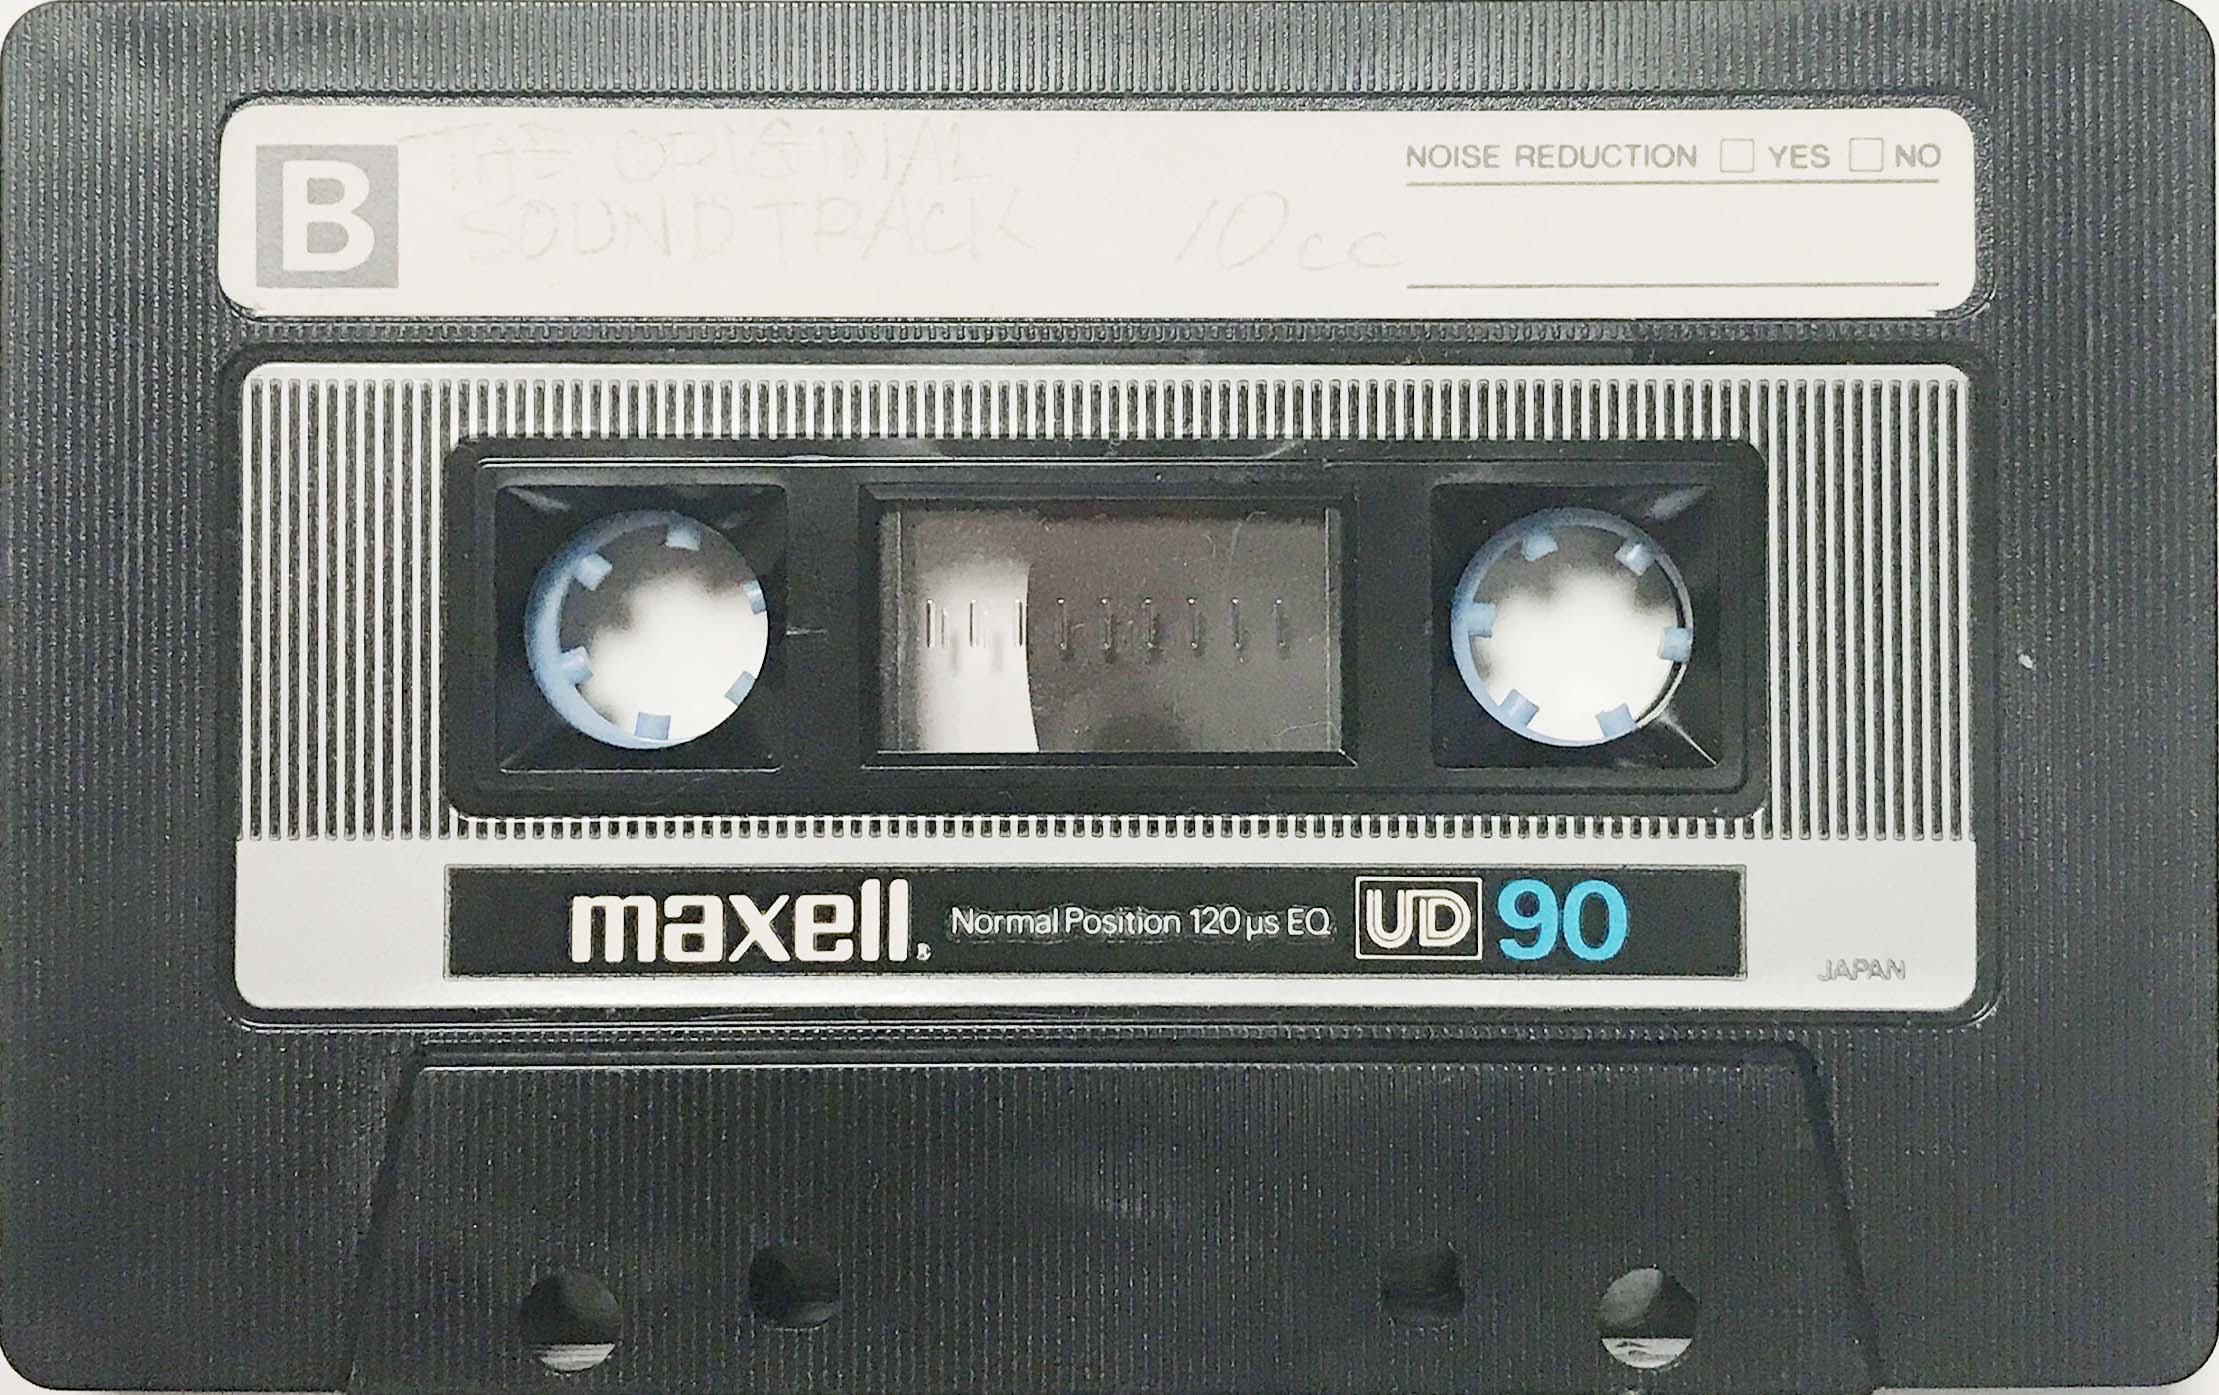 B
THE ORIGINAL
SOUNDTRACK 10cc
NOISE REDUCTION YES NO
maxell Normal Position 120 µs EQ UD 90
JAPAN